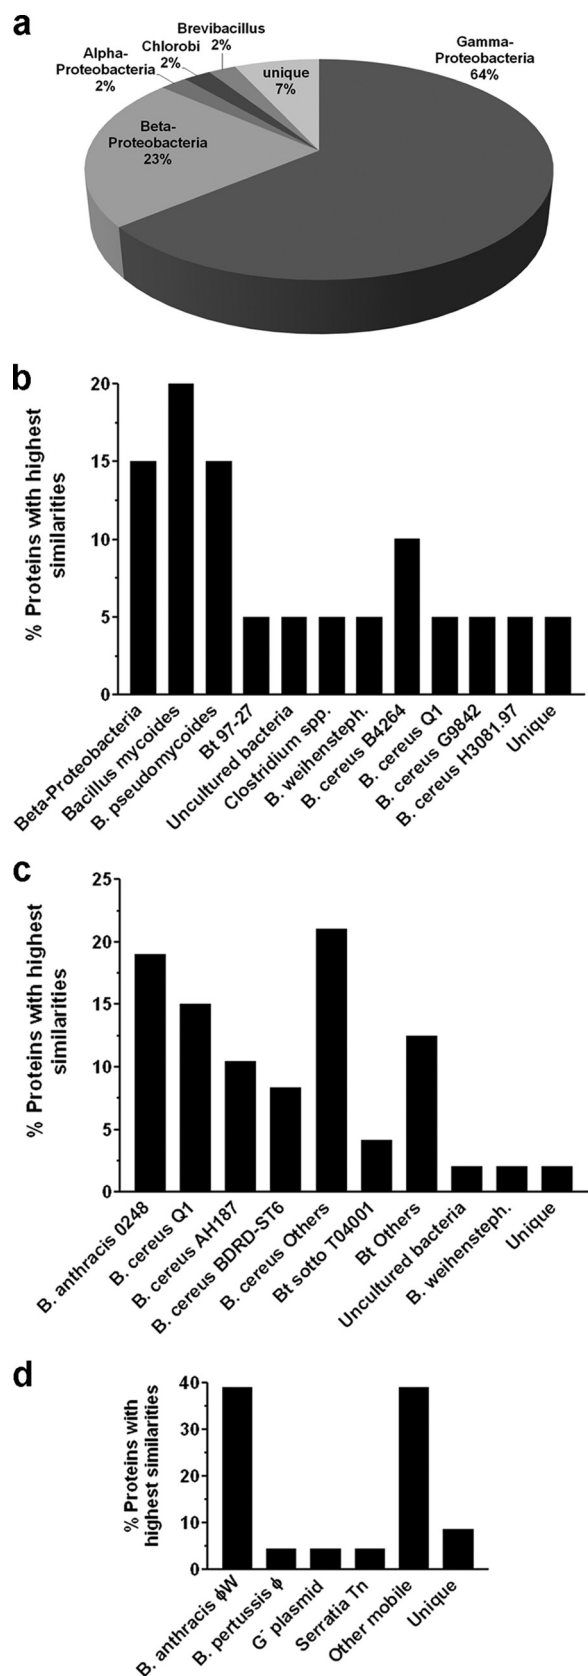 a
Brevibacillus
2%
Chlorobi
2%
Alpha-
Proteobacteria
2%
unique
7%
Gamma-
Proteobacteria
64%
Beta-
Proteobacteria
23%
b
% Proteins with highest
similarities
20
15
10
5
0
Beta-Proteobacteria
Bacillus mycoides
B. pseudomycoides
Bt 97-27
Uncultured bacteria
Clostridium spp.
B. weihensteph.
B. cereus B4264
B. cereus Q1
B. cereus G9842
B. cereus H3081.97
Unique
c
% Proteins with highest
similarities
25
20
15
10
5
0
B. anthracis 0248
B. cereus Q1
B. cereus AH187
B. cereus BDRD-ST6
B. cereus Others
Bt sotto T04001
Bt Others
Uncultured bacteria
B. weihensteph.
Unique
d
% Proteins with
highest similarities
40
30
20
10
0
B. anthracis ϕW
B. pertussis ϕ
G⁻ plasmid
Serratia Tn
Other mobile
Unique